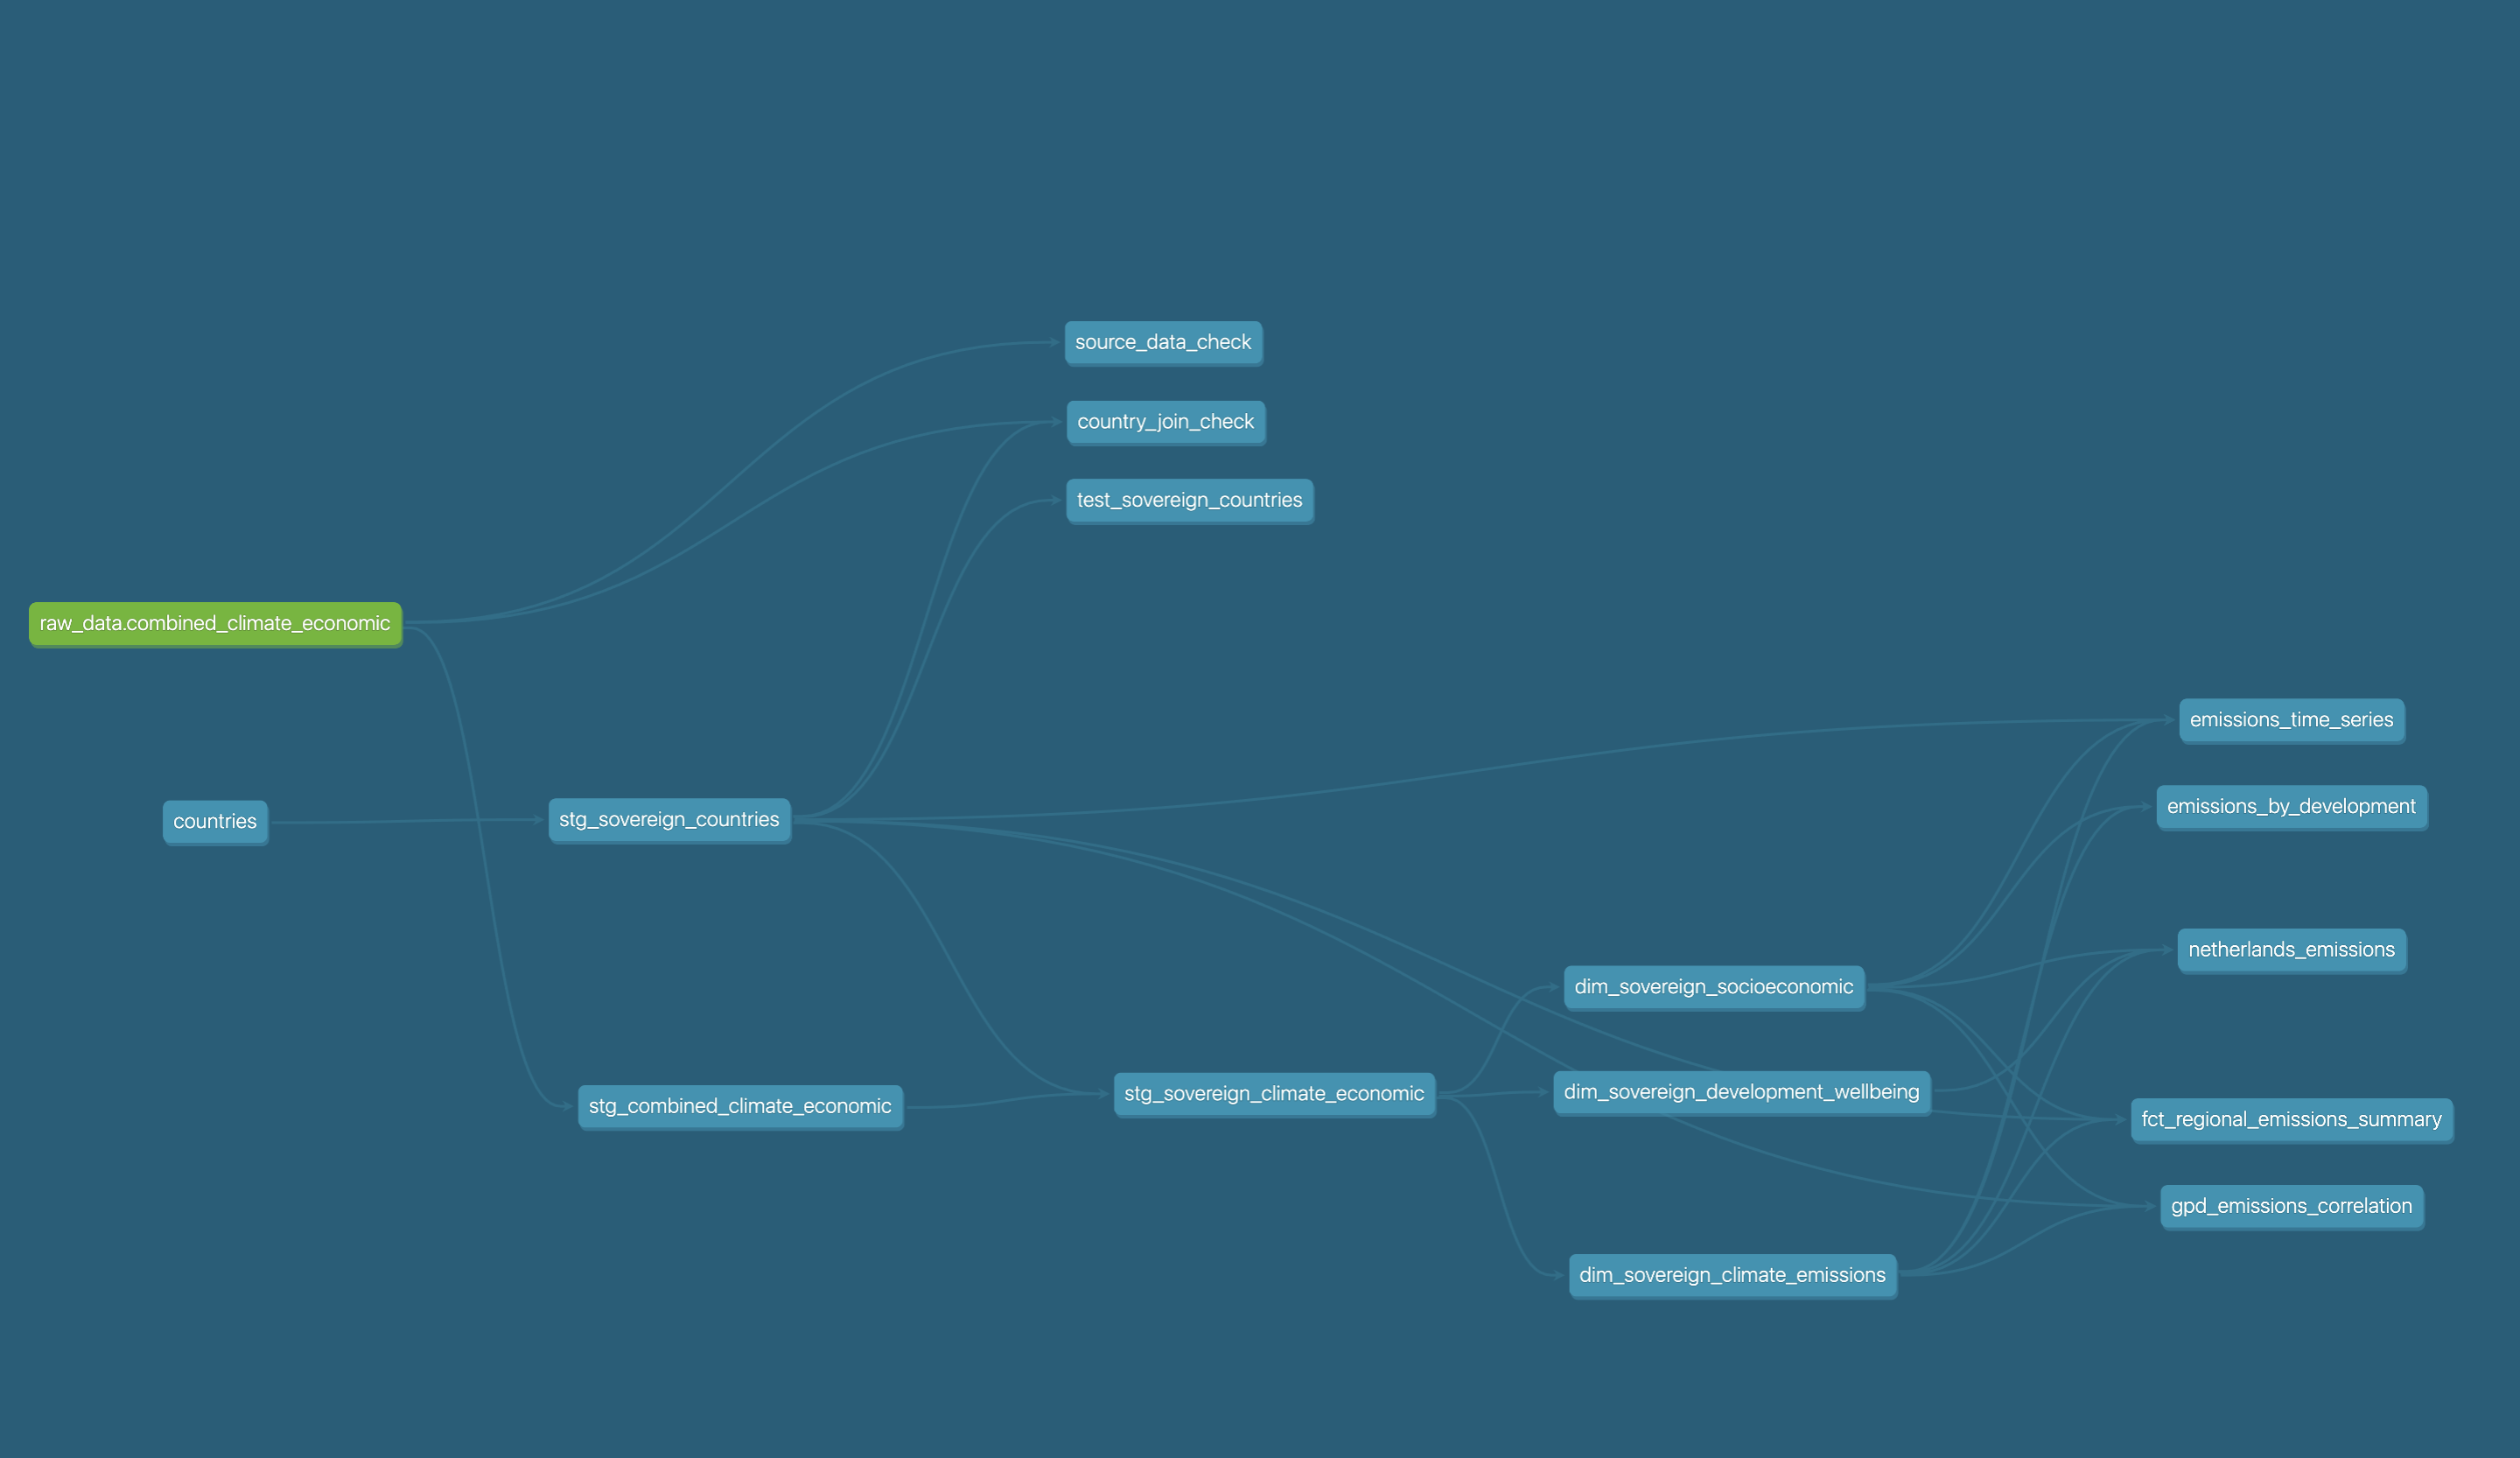 source_data_check
country_join_check
test_sovereign_countries
raw_data.combined_climate_economic
emissions_time_series
emissions_by_development
countries
stg_sovereign_countries
netherlands_emissions
dim_sovereign_socioeconomic
stg_combined_climate_economic
stg_sovereign_climate_economic
dim_sovereign_development_wellbeing
fct_regional_emissions_summary
gpd_emissions_correlation
dim_sovereign_climate_emissions